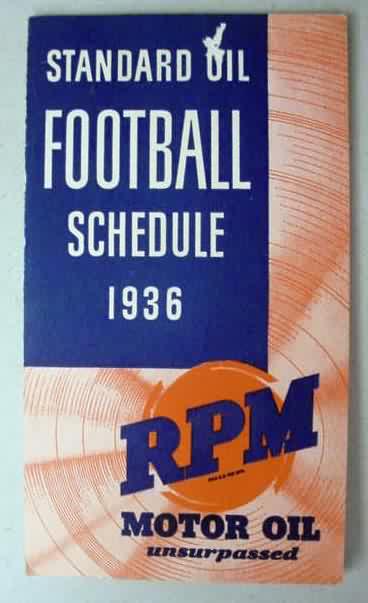 STANDARD OIL
FOOTBALL
SCHEDULE
1936
RPM
MOTOR OIL
unsurpassed